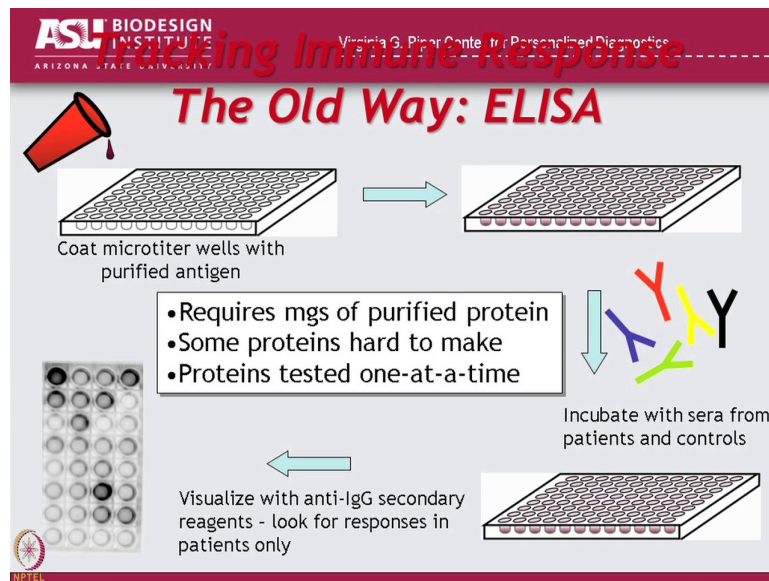 ASU BIODESIGN
INSTITUTE
ARIZONA STATE UNIVERSITY
Virginia G. Piper Center for Personalized Diagnostics
Tracking Immune Response
The Old Way: ELISA
Coat microtiter wells with
purified antigen
•Requires mgs of purified protein
•Some proteins hard to make
•Proteins tested one-at-a-time
Incubate with sera from
patients and controls
Visualize with anti-IgG secondary
reagents – look for responses in
patients only
NPTEL